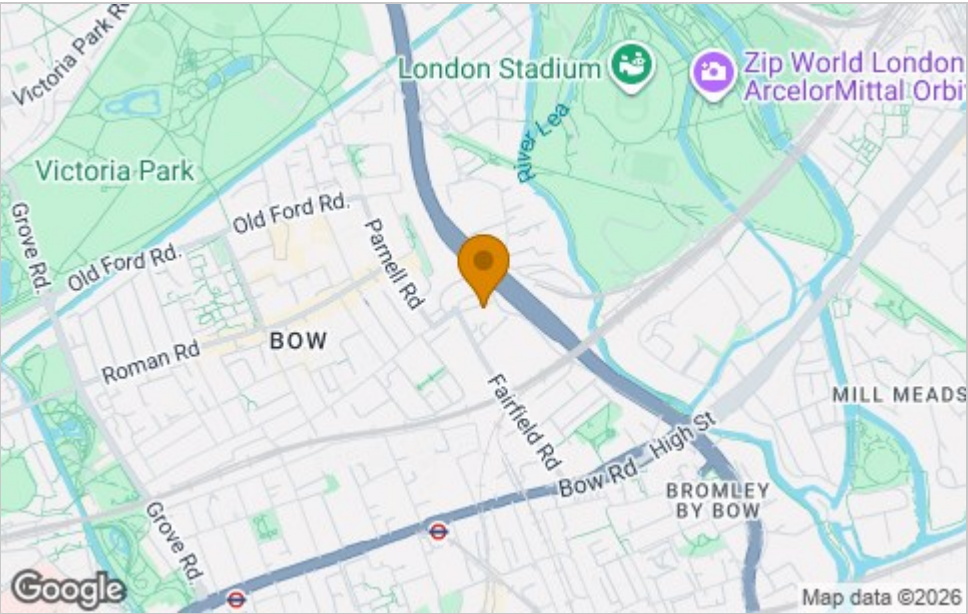 Victoria Park R
London Stadium
Zip World London
ArcelorMittal Orbi
River Lea
Victoria Park
Grove Rd.
Old Ford Rd.
Old Ford Rd.
Parnell Rd
BOW
Roman Rd
Fairfield Rd
MILL MEADS
Bow Rd
High St
BROMLEY
BY BOW
Grove Rd.
Google
Map data ©2026